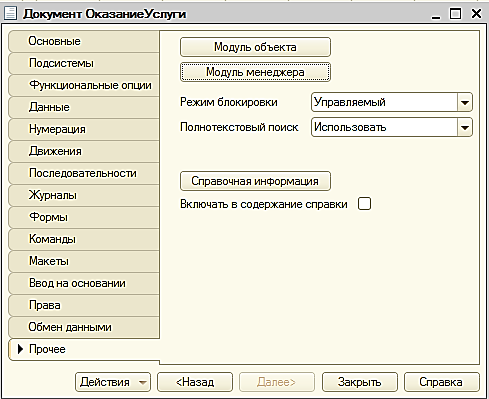 Документ ОказаниеУслуги
Основные
Подсистемы
Функциональные опции
Данные
Нумерация
Движения
Последовательности
Журналы
Формы
Команды
Макеты
Ввод на основании
Права
Обмен данными
Прочее
Модуль объекта
Модуль менеджера
Режим блокировки Управляемый
Полнотекстовый поиск Использовать
Справочная информация
Включать в содержание справки
Действия <Назад Далее> Закрыть Справка